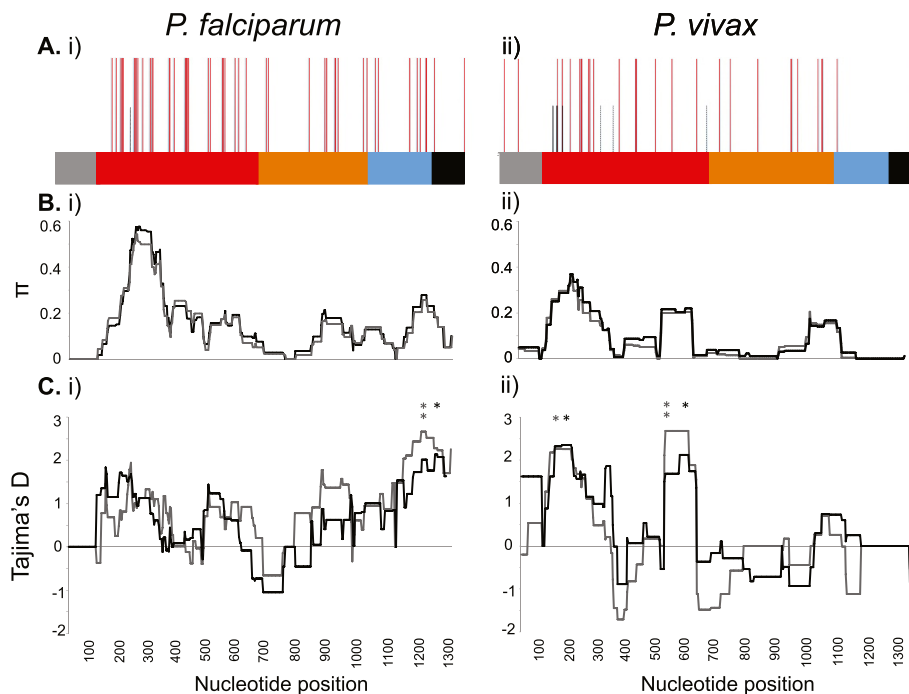 P. falciparum
P. vivax
A. i)
ii)
B. i)
ii)
0.6
0.4
0.2
0
π
0.6
0.4
0.2
0
C. i)
ii)
3
2
1
0
-1
-2
Tajima's D
*
*
*
3
2
1
0
-1
-2
* *
*
*
*
100 200 300 400 500 600 700 800 900 1000 1100 1200 1300
100 200 300 400 500 600 700 800 900 1000 1100 1200 1300
Nucleotide position
Nucleotide position